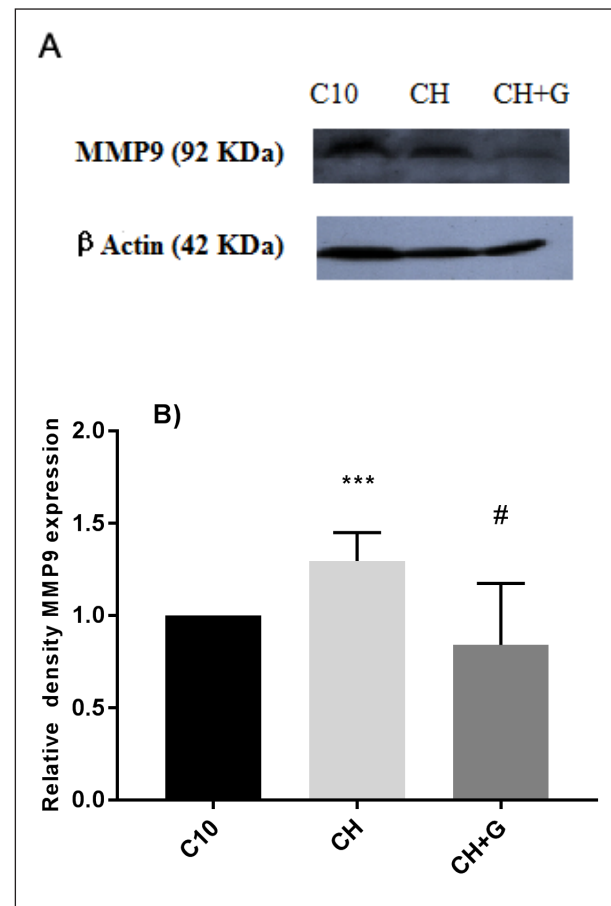 A
C10 CH CH+G
MMP9 (92 KDa)
β Actin (42 KDa)
B)
Relative density MMP9 expression
2.0
1.5
1.0
0.5
0.0
***
#
C10
CH
CH+G